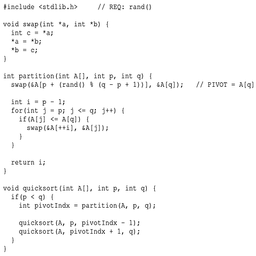 #include <stdlib.h>     // REQ: rand()

void swap(int *a, int *b) {
  int c = *a;
  *a = *b;
  *b = c;
}

int partition(int A[], int p, int q) {
  swap(&A[p + (rand() % (q - p + 1))], &A[q]);   // PIVOT = A[q]

  int i = p - 1;
  for(int j = p; j <= q; j++) {
    if(A[j] <= A[q]) {
      swap(&A[++i], &A[j]);
    }
  }

  return i;
}

void quicksort(int A[], int p, int q) {
  if(p < q) {
    int pivotIndx = partition(A, p, q);

    quicksort(A, p, pivotIndx - 1);
    quicksort(A, pivotIndx + 1, q);
  }
}